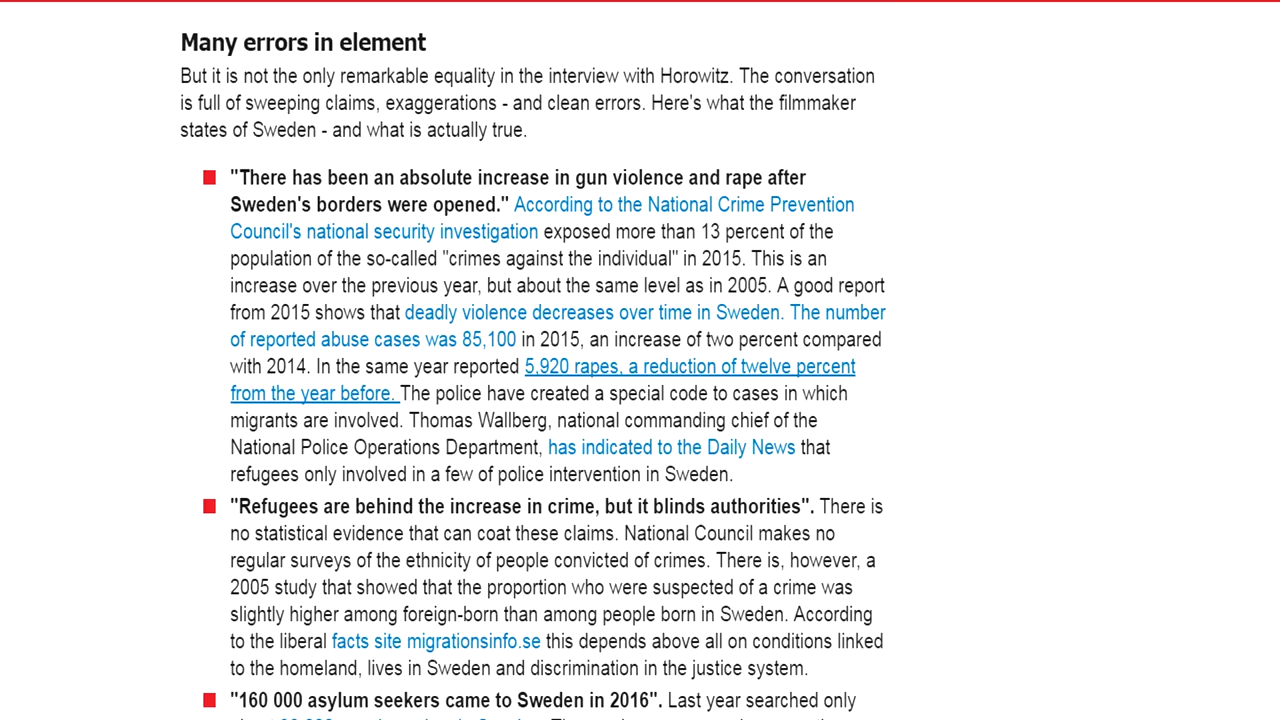 Many errors in element
But it is not the only remarkable equality in the interview with Horowitz. The conversation
is full of sweeping claims, exaggerations - and clean errors. Here's what the filmmaker
states of Sweden - and what is actually true.
"There has been an absolute increase in gun violence and rape after
Sweden's borders were opened." According to the National Crime Prevention
Council's national security investigation exposed more than 13 percent of the
population of the so-called "crimes against the individual" in 2015. This is an
increase over the previous year, but about the same level as in 2005. A good report
from 2015 shows that deadly violence decreases over time in Sweden. The number
of reported abuse cases was 85,100 in 2015, an increase of two percent compared
with 2014. In the same year reported 5,920 rapes, a reduction of twelve percent
from the year before. The police have created a special code to cases in which
migrants are involved. Thomas Wallberg, national commanding chief of the
National Police Operations Department, has indicated to the Daily News that
refugees only involved in a few of police intervention in Sweden.
"Refugees are behind the increase in crime, but it blinds authorities". There is
no statistical evidence that can coat these claims. National Council makes no
regular surveys of the ethnicity of people convicted of crimes. There is, however, a
2005 study that showed that the proportion who were suspected of a crime was
slightly higher among foreign-born than among people born in Sweden. According
to the liberal facts site migrationsinfo.se this depends above all on conditions linked
to the homeland, lives in Sweden and discrimination in the justice system.
"160 000 asylum seekers came to Sweden in 2016". Last year searched only